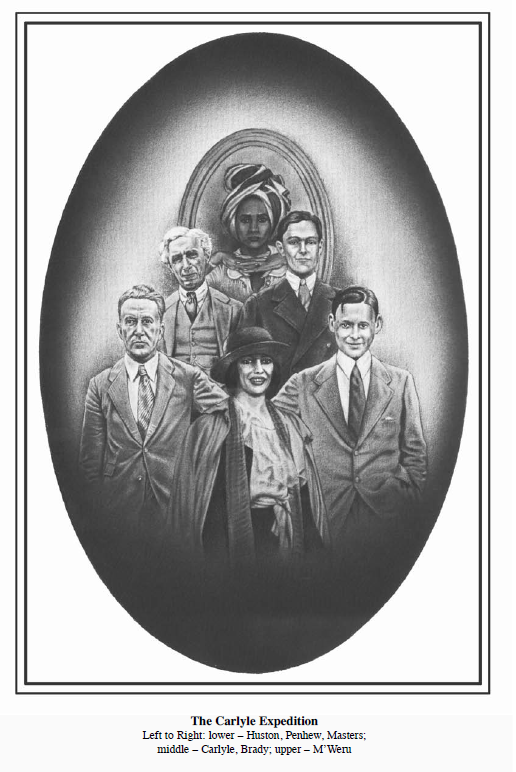 The Carlyle Expedition
Left to Right: lower – Huston, Penhew, Masters;
middle – Carlyle, Brady; upper – M’Weru